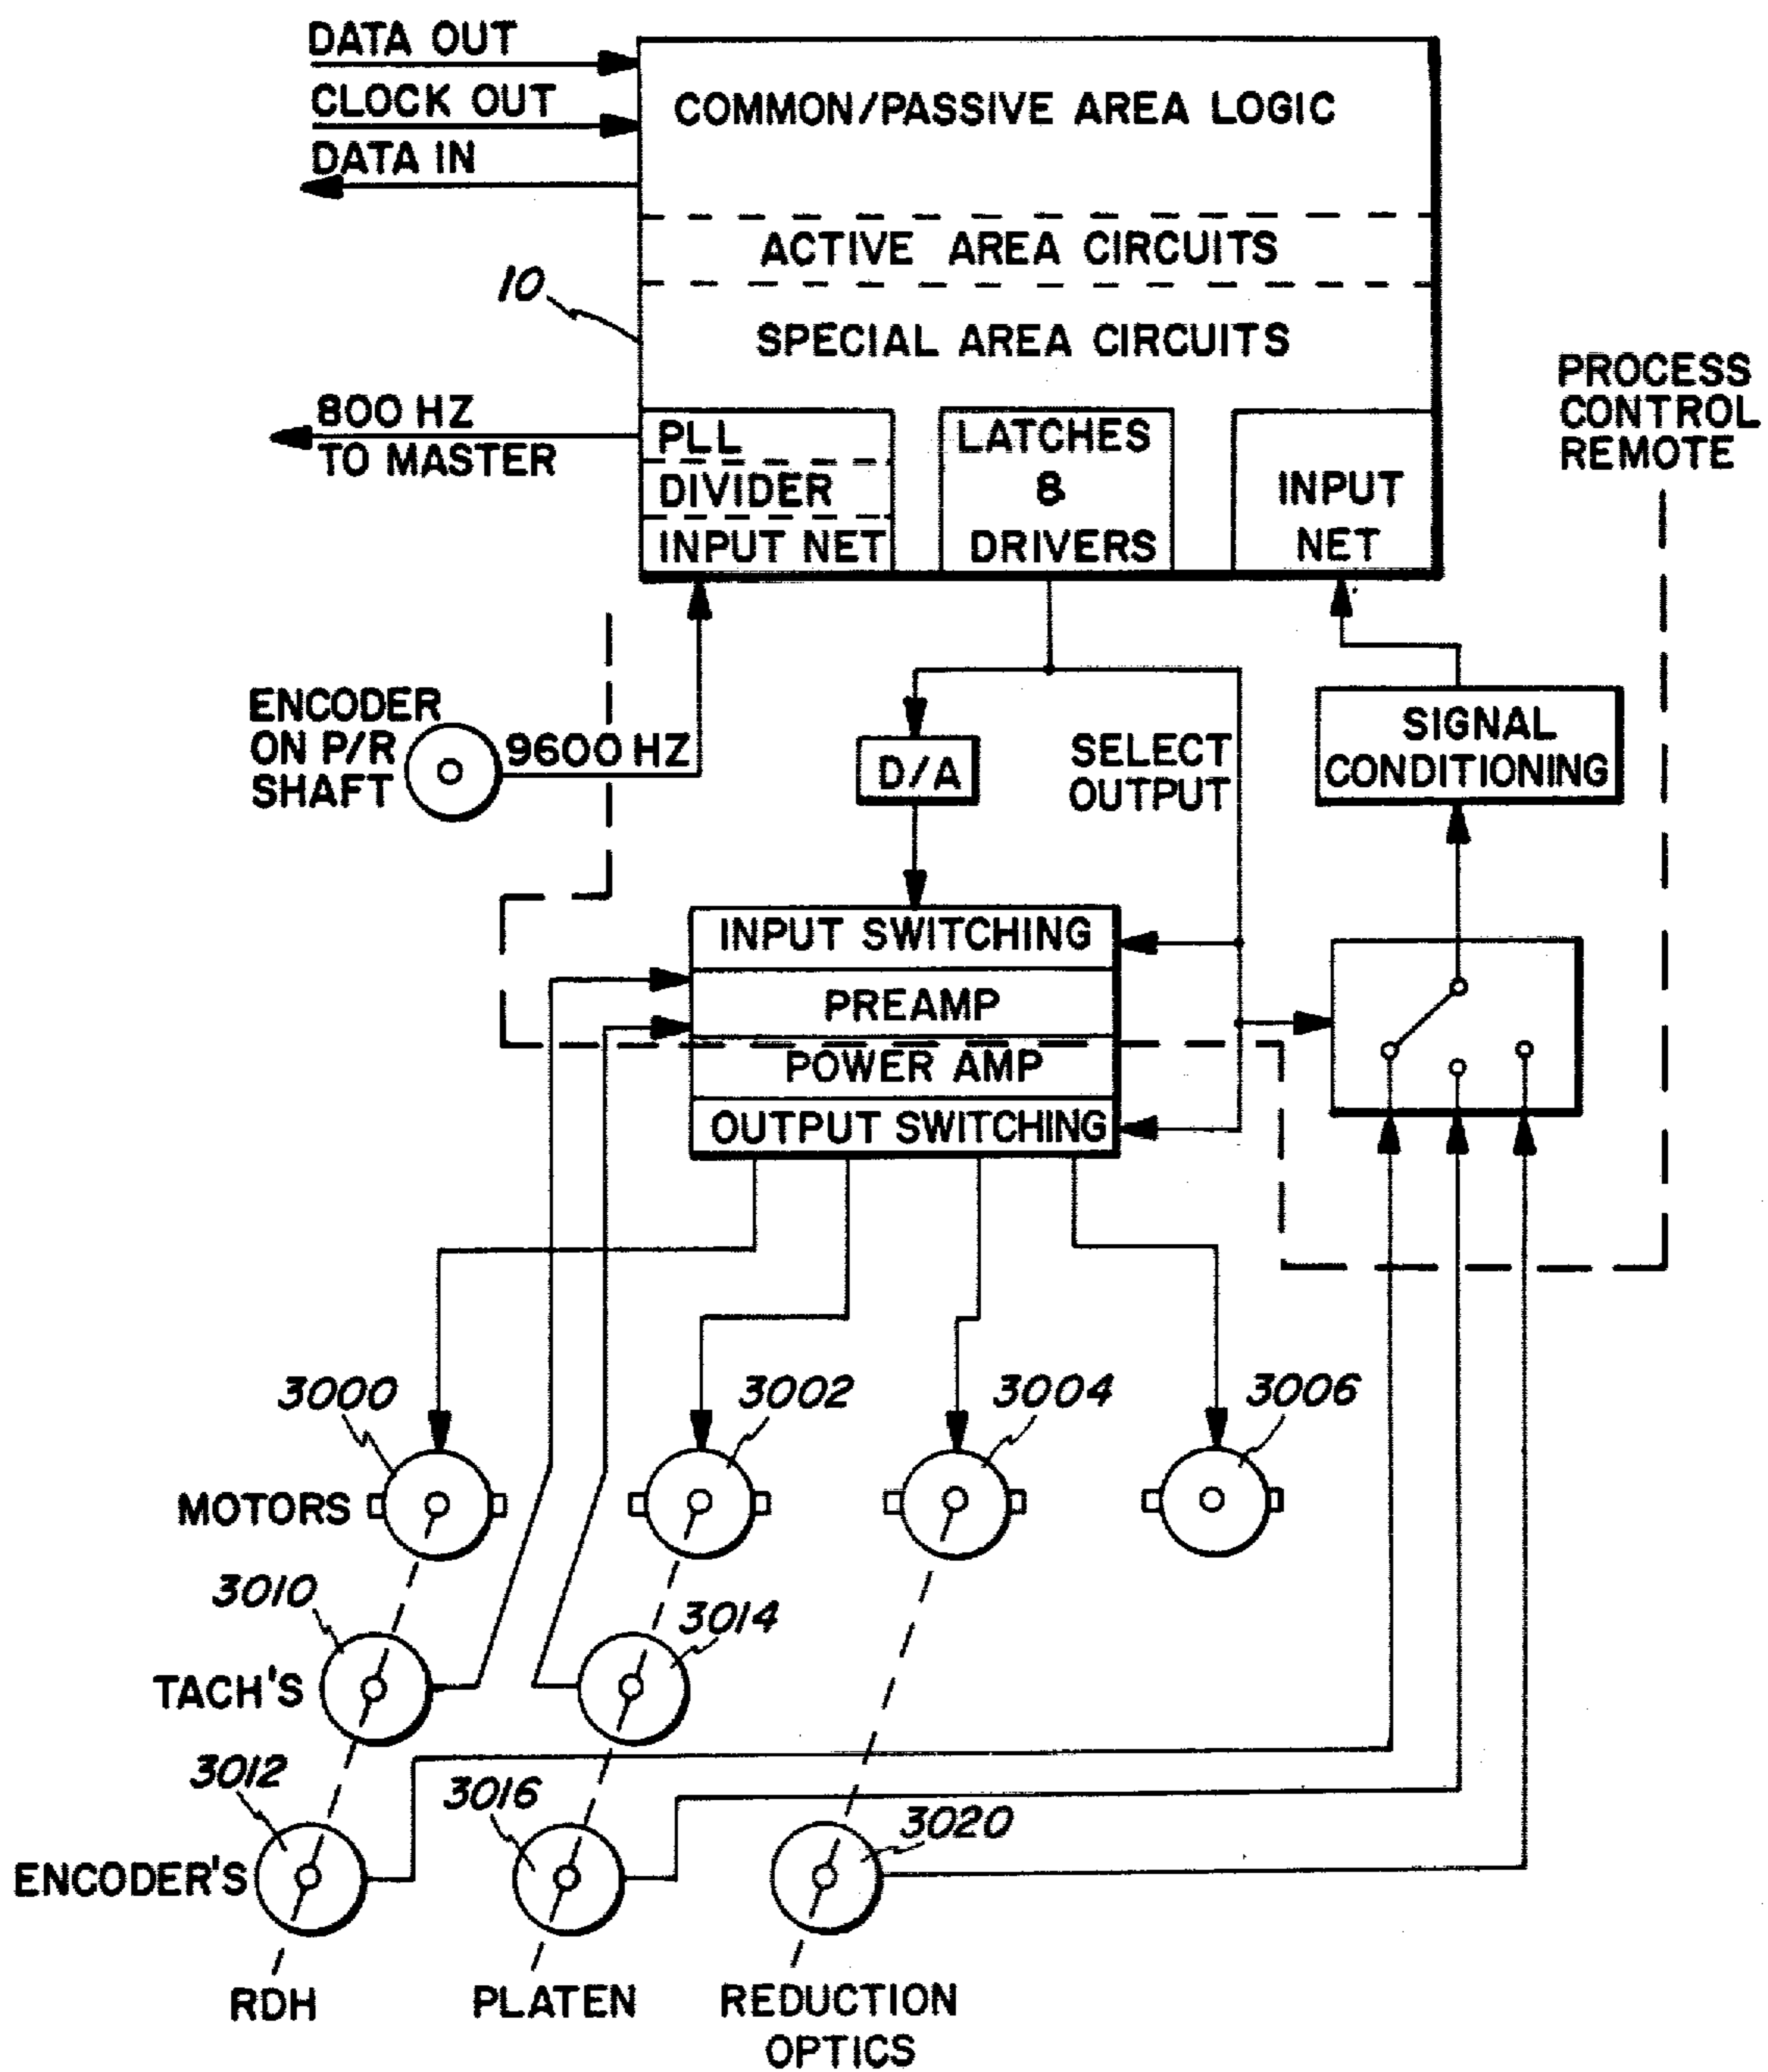 DATA OUT
CLOCK OUT
DATA IN
COMMON/PASSIVE AREA LOGIC
ACTIVE AREA CIRCUITS
10
SPECIAL AREA CIRCUITS
PROCESS
CONTROL
REMOTE
800 HZ
TO MASTER
PLL
DIVIDER
INPUT NET
LATCHES
&
DRIVERS
INPUT
NET
ENCODER
ON P/R
SHAFT
9600 HZ
D/A
SELECT
OUTPUT
SIGNAL
CONDITIONING
INPUT SWITCHING
PREAMP
POWER AMP
OUTPUT SWITCHING
3000
3002
3004
3006
MOTORS
3010
3014
TACH'S
3012
3016
3020
ENCODER'S
RDH
PLATEN
REDUCTION
OPTICS